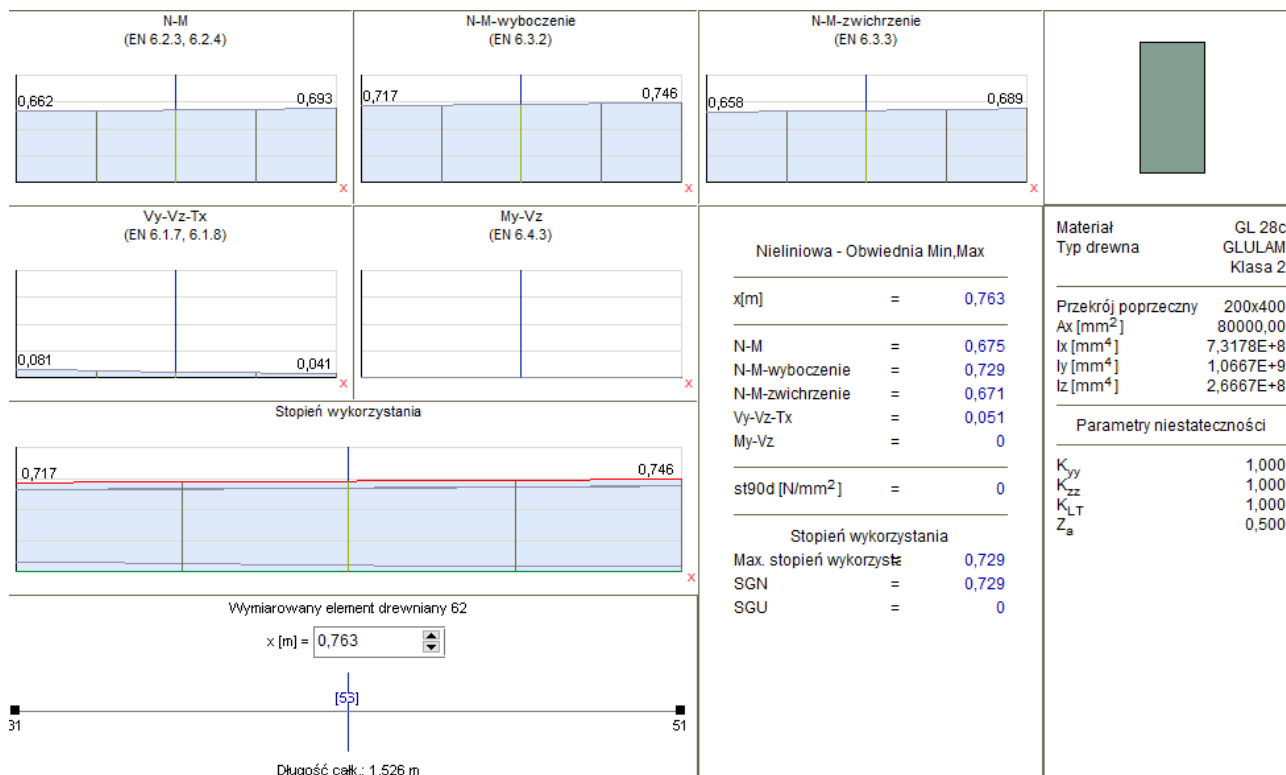 N-M
(EN 6.2.3, 6.2.4)
0,662
0,693
x
N-M-wyboczenie
(EN 6.3.2)
0,717
0,746
x
N-M-zwichrzenie
(EN 6.3.3)
0,658
0,689
x
Vy-Vz-Tx
(EN 6.1.7, 6.1.8)
0,081
0,041
x
My-Vz
(EN 6.4.3)
x
Stopień wykorzystania
0,717
0,746
x
Wymiarowany element drewniany 62
x [m] = 0,763
[56]
31
51
Długość całk.: 1,526 m
Nieliniowa - Obwiednia Min,Max
x[m] = 0,763
N-M = 0,675
N-M-wyboczenie = 0,729
N-M-zwichrzenie = 0,671
Vy-Vz-Tx = 0,051
My-Vz = 0
st90d [N/mm²] = 0
Stopień wykorzystania
Max. stopień wykorzysta = 0,729
SGN = 0,729
SGU = 0
Materiał GL 28c
Typ drewna GLULAM
Klasa 2
Przekrój poprzeczny 200x400
Ax [mm²] 80000,00
Ix [mm⁴] 7,3178E+8
Iy [mm⁴] 1,0667E+9
Iz [mm⁴] 2,6667E+8
Parametry niestateczności
Kyy 1,000
Kzz 1,000
KLT 1,000
Za 0,500